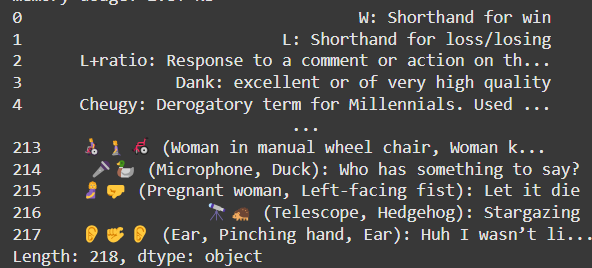 0 W: Shorthand for win
1 L: Shorthand for loss/losing
2 L+ratio: Response to a comment or action on th...
3 Dank: excellent or of very high quality
4 Cheugy: Derogatory term for Millennials. Used ...
...
213 👩‍🦽🧎‍♀️👩‍🦼 (Woman in manual wheel chair, Woman k...
214 🎤🦆 (Microphone, Duck): Who has something to say?
215 🤰🤛 (Pregnant woman, Left-facing fist): Let it die
216 🔭🦔 (Telescope, Hedgehog): Stargazing
217 👂🤏👂 (Ear, Pinching hand, Ear): Huh I wasn’t li...
Length: 218, dtype: object